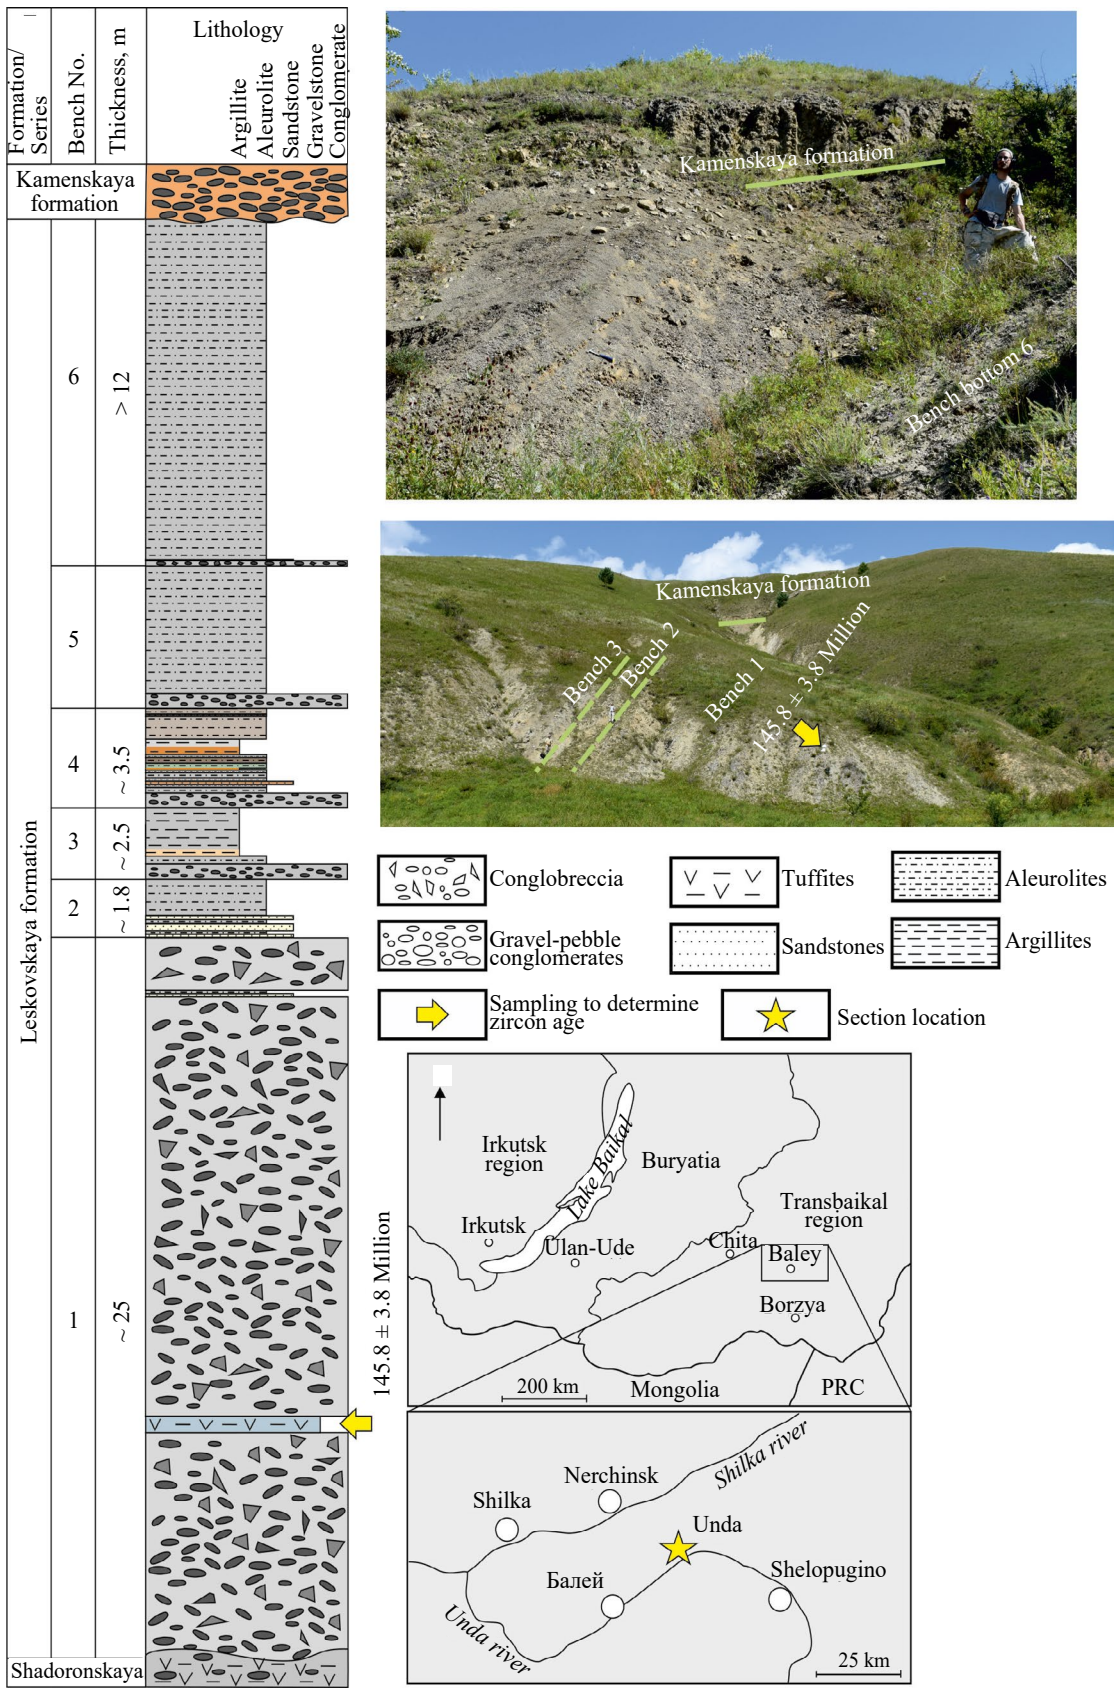 Formation/
Series
Bench No.
Thickness, m
Lithology
Argillite
Aleurolite
Sandstone
Gravelstone
Conglomerate
Kamenskaya
formation
Leskovskaya formation
6
> 12
5
4
~ 3.5
3
~ 2.5
2
~ 1.8
1
~ 25
145.8 ± 3.8 Million
Shadoronskaya
Kamenskaya formation
Bench bottom 6
Kamenskaya formation
Bench 3
Bench 2
Bench 1
145.8 ± 3.8 Million
Conglobreccia
Tuffites
Aleurolites
Gravel-pebble
conglomerates
Sandstones
Argillites
Sampling to determine
zircon age
Section location
Irkutsk
region
Lake Baikal
Buryatia
Transbaikal
region
Irkutsk
Ulan-Ude
Chita
Baley
Borzya
200 km
Mongolia
PRC
Shilka river
Nerchinsk
Shilka
Unda
Балей
Shelopugino
Unda river
25 km